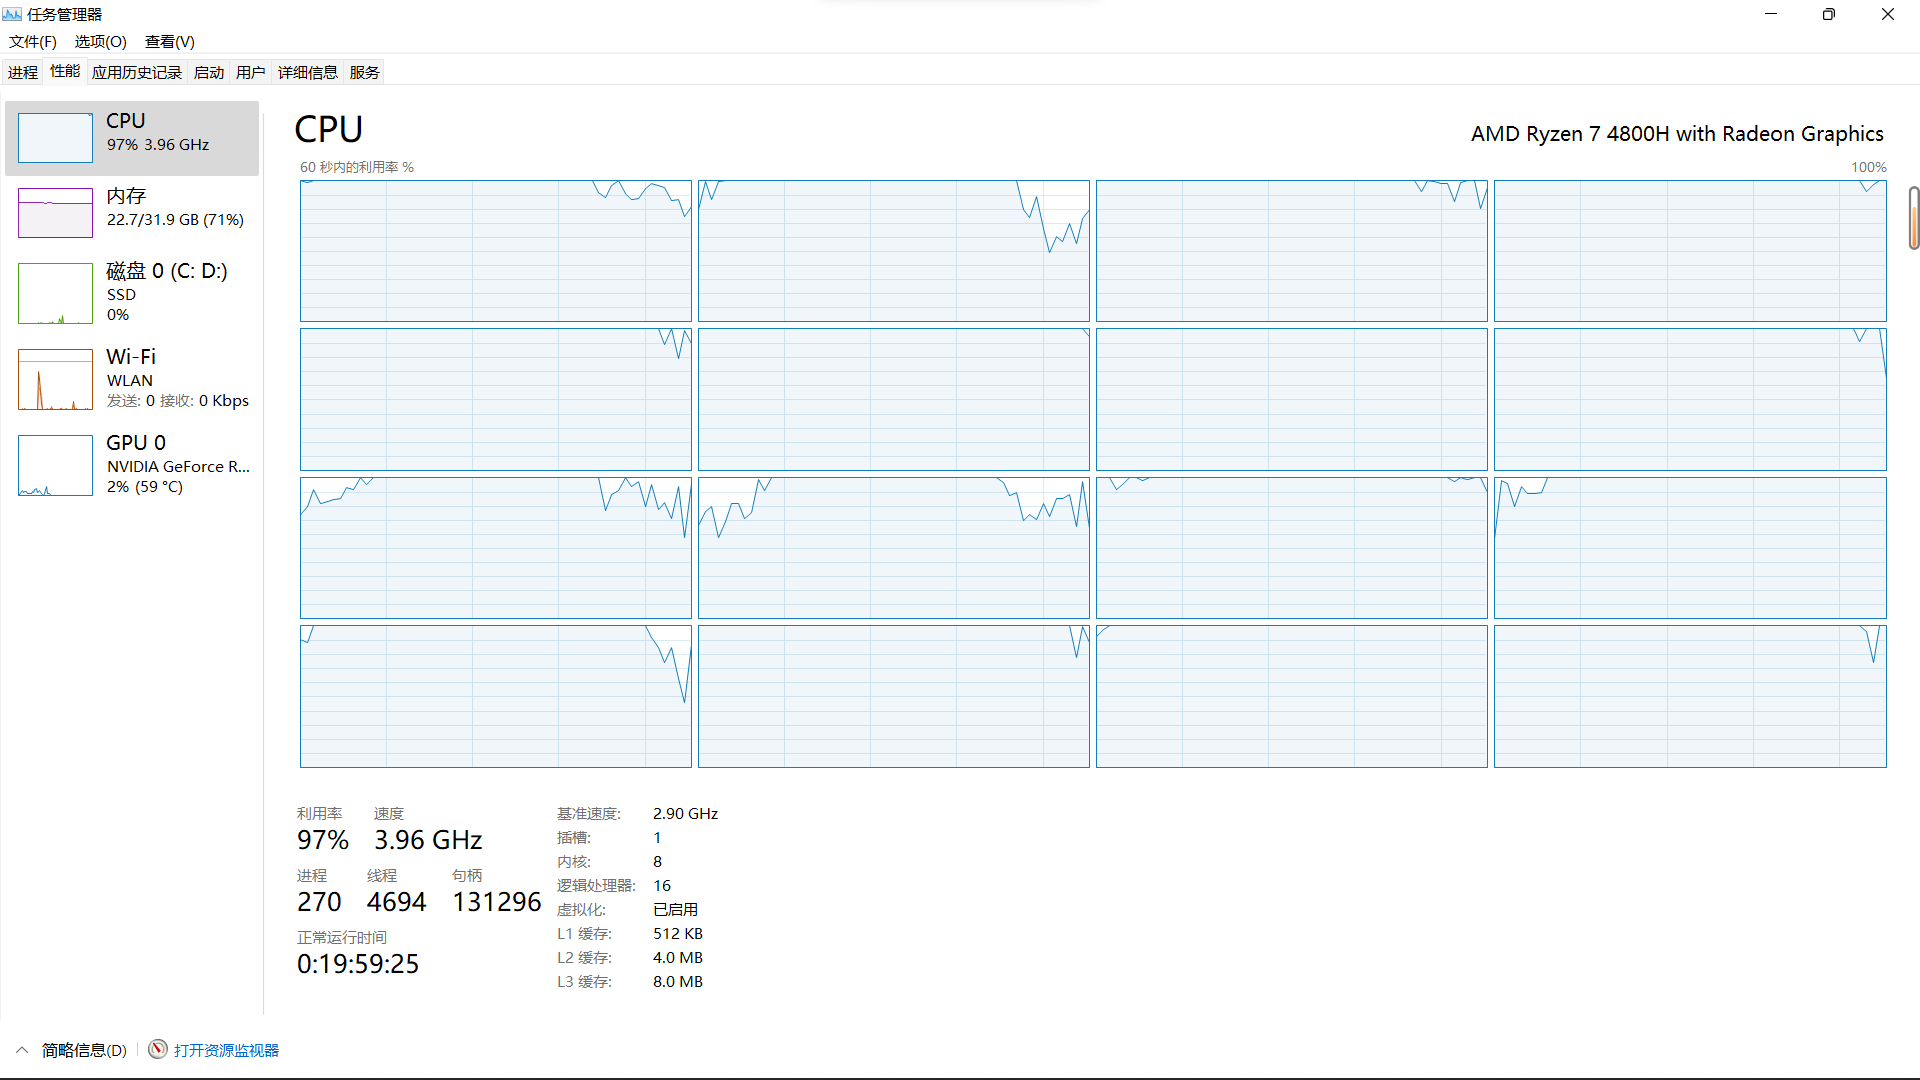 任务管理器
文件(F) 选项(O) 查看(V)
进程 性能 应用历史记录 启动 用户 详细信息 服务
CPU
97% 3.96 GHz
内存
22.7/31.9 GB (71%)
磁盘 0 (C: D:)
SSD
0%
Wi-Fi
WLAN
发送: 0 接收: 0 Kbps
GPU 0
NVIDIA GeForce R...
2% (59 °C)
CPU
AMD Ryzen 7 4800H with Radeon Graphics
60 秒内的利用率 %
100%
利用率 速度
97% 3.96 GHz
进程 线程 句柄
270 4694 131296
正常运行时间
0:19:59:25
基准速度: 2.90 GHz
插槽: 1
内核: 8
逻辑处理器: 16
虚拟化: 已启用
L1 缓存: 512 KB
L2 缓存: 4.0 MB
L3 缓存: 8.0 MB
简略信息(D) 打开资源监视器